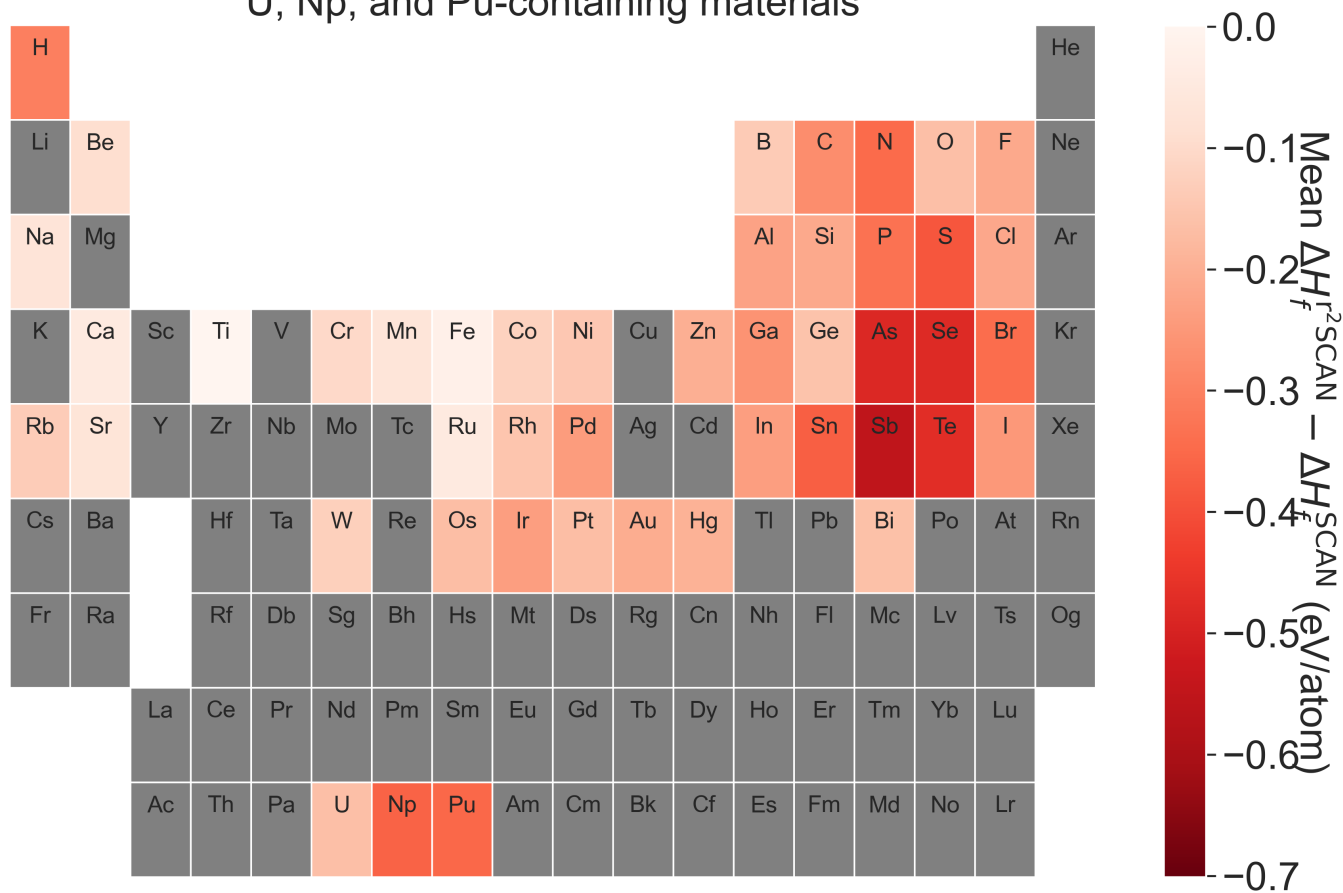 U, Np, and Pu-containing materials
H He
Li Be B C N O F Ne
Na Mg Al Si P S Cl Ar
K Ca Sc Ti V Cr Mn Fe Co Ni Cu Zn Ga Ge As Se Br Kr
Rb Sr Y Zr Nb Mo Tc Ru Rh Pd Ag Cd In Sn Sb Te I Xe
Cs Ba Hf Ta W Re Os Ir Pt Au Hg Tl Pb Bi Po At Rn
Fr Ra Rf Db Sg Bh Hs Mt Ds Rg Cn Nh Fl Mc Lv Ts Og
La Ce Pr Nd Pm Sm Eu Gd Tb Dy Ho Er Tm Yb Lu
Ac Th Pa U Np Pu Am Cm Bk Cf Es Fm Md No Lr
0.0
−0.1
−0.2
−0.3
−0.4
−0.5
−0.6
−0.7
Mean ΔH_f^{r²SCAN} − ΔH_f^{SCAN} (eV/atom)